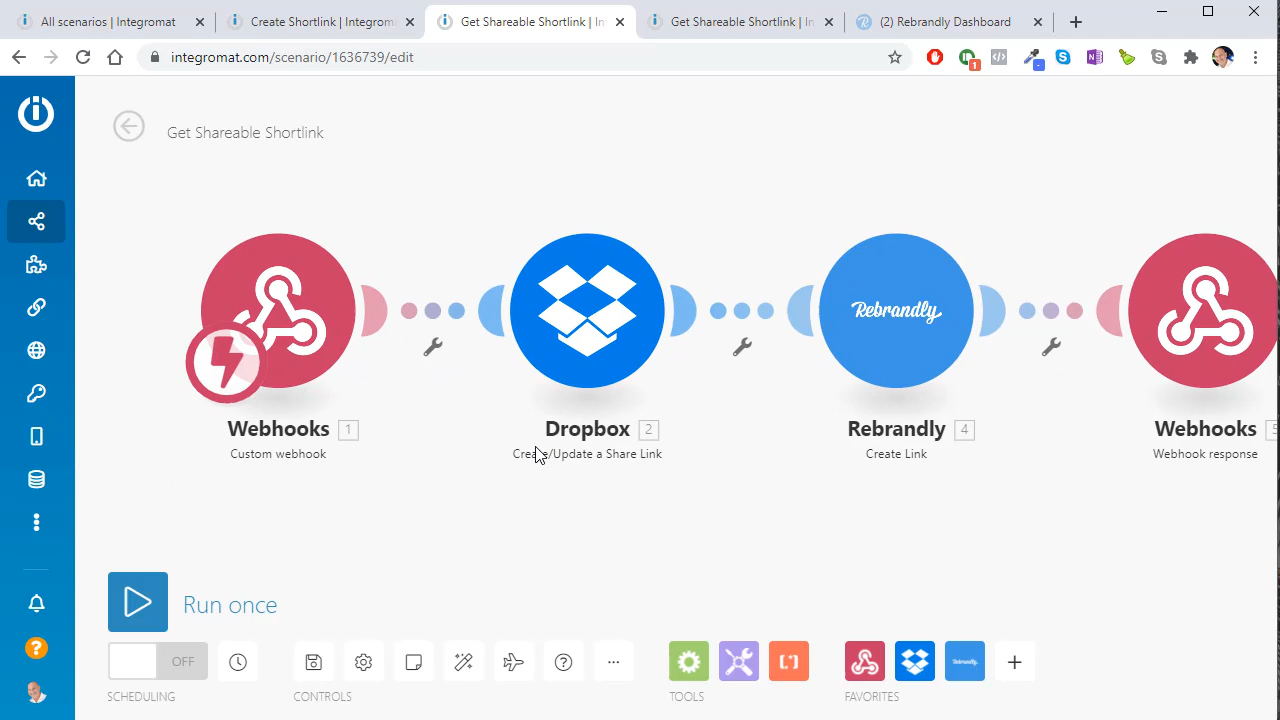 All scenarios | Integromat
Create Shortlink | Integrom
Get Shareable Shortlink | In
Get Shareable Shortlink | In
(2) Rebrandly Dashboard
integromat.com/scenario/1636739/edit
1
Get Shareable Shortlink
Rebrandly
Webhooks 1
Custom webhook
Dropbox 2
Create/Update a Share Link
Rebrandly 4
Create Link
Webhooks 5
Webhook response
Run once
OFF
SCHEDULING
CONTROLS
TOOLS
FAVORITES